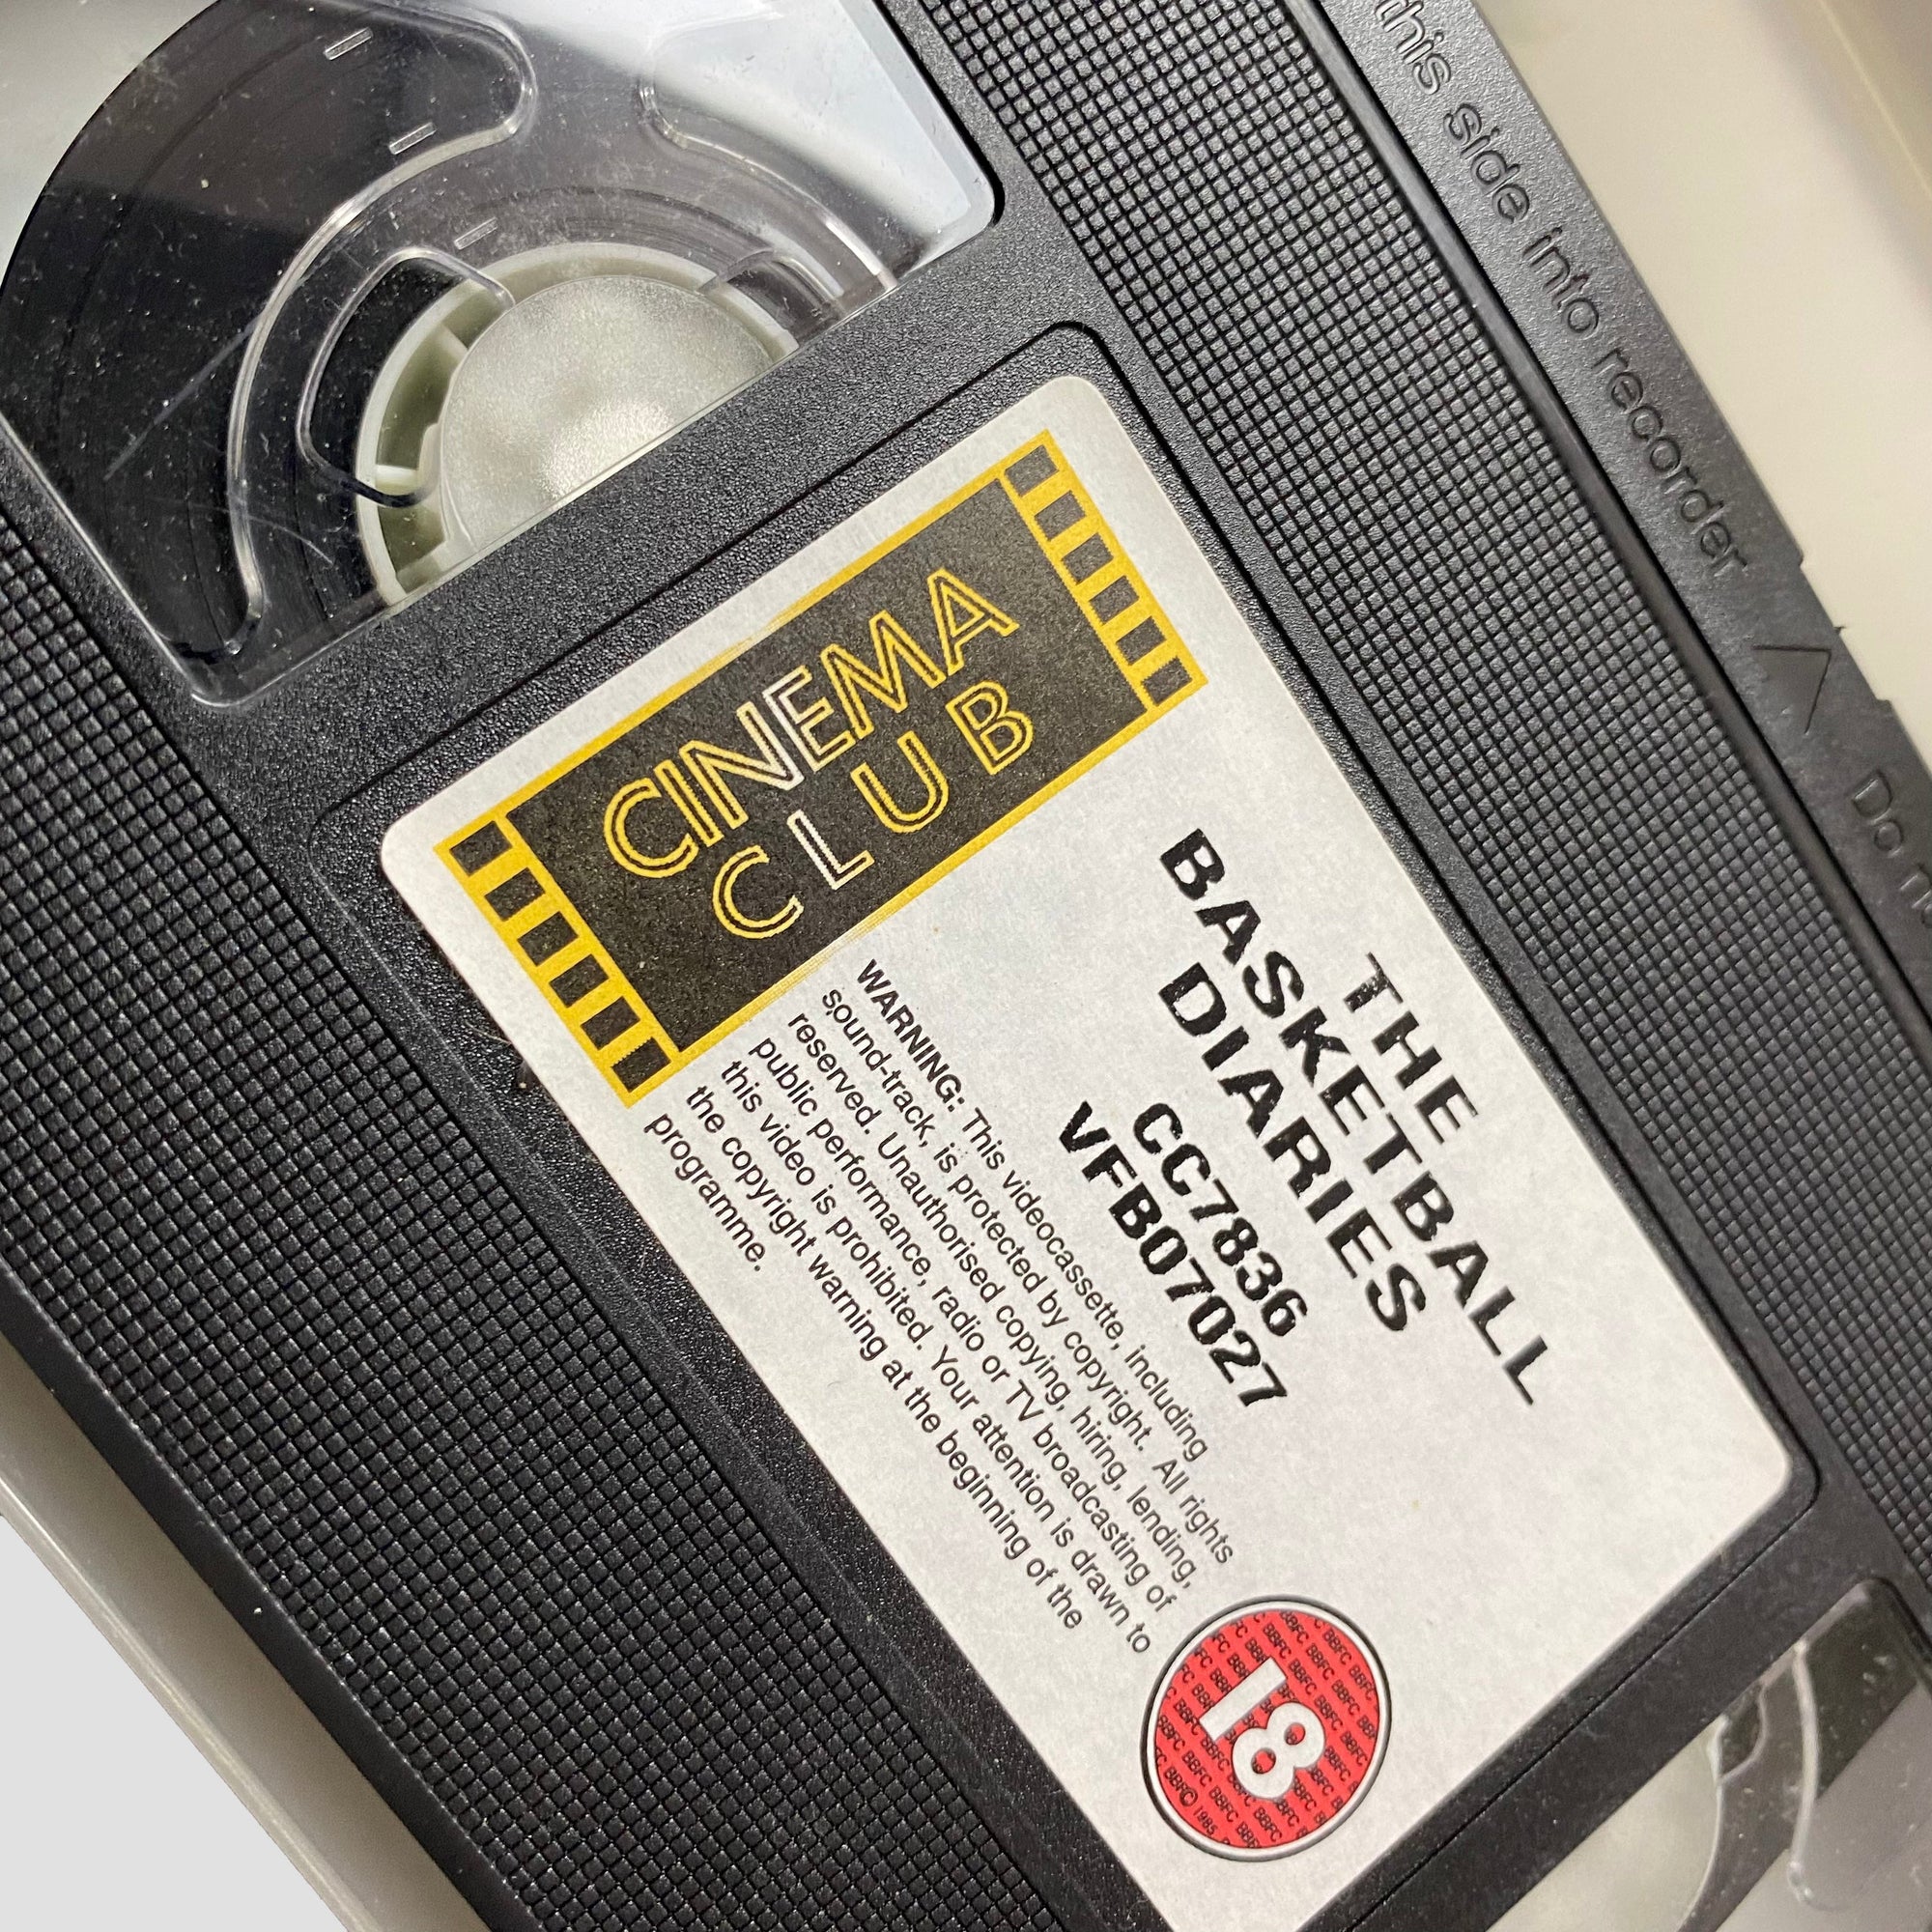 this side into recorder
Do
CINEMA
CLUB
THE
BASKETBALL
DIARIES
CC7836
VFB07027
WARNING: This videocassette, including
sound-track, is protected by copyright. All rights
reserved. Unauthorised copying, hiring, lending,
public performance, radio or TV broadcasting of
this video is prohibited. Your attention is drawn to
the copyright warning at the beginning of the
programme.
18